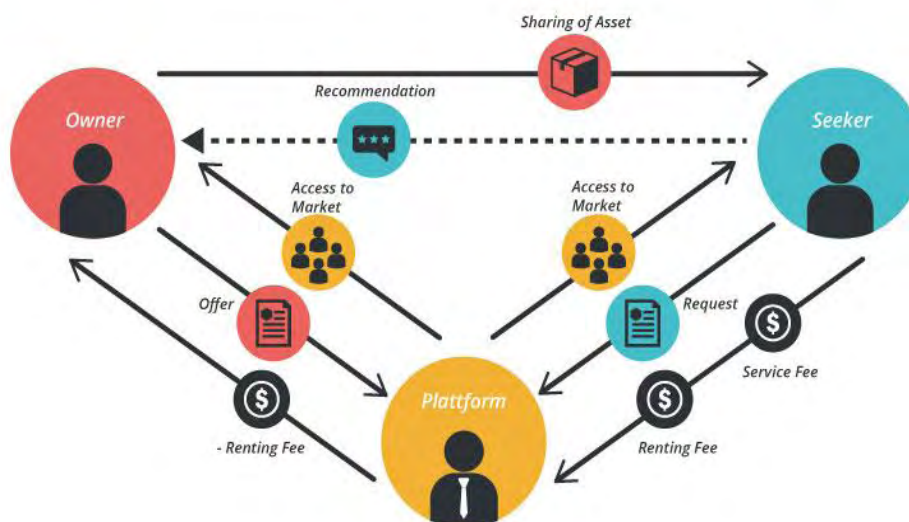 Sharing of Asset
Recommendation
Owner
Seeker
Access to
Market
Access to
Market
Offer
Request
$
Service Fee
Plattform
$
- Renting Fee
$
Renting Fee